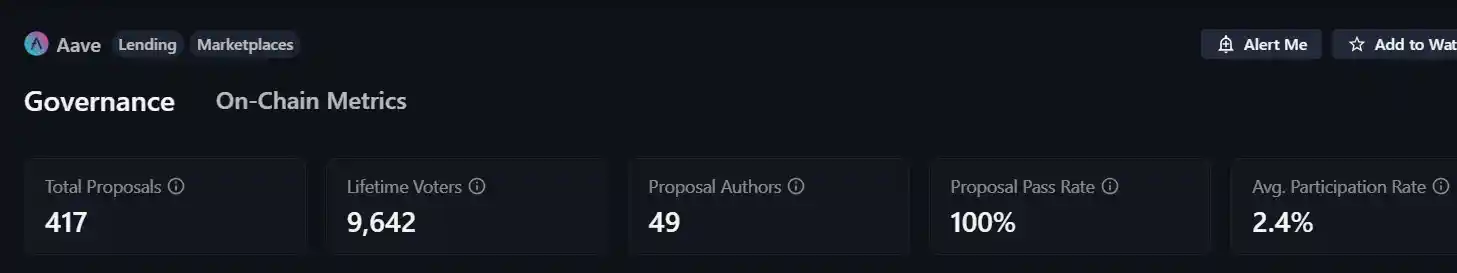 Aave Lending Marketplaces Alert Me Add to Wat
Governance On-Chain Metrics
Total Proposals Lifetime Voters Proposal Authors Proposal Pass Rate Avg. Participation Rate
417 9,642 49 100% 2.4%